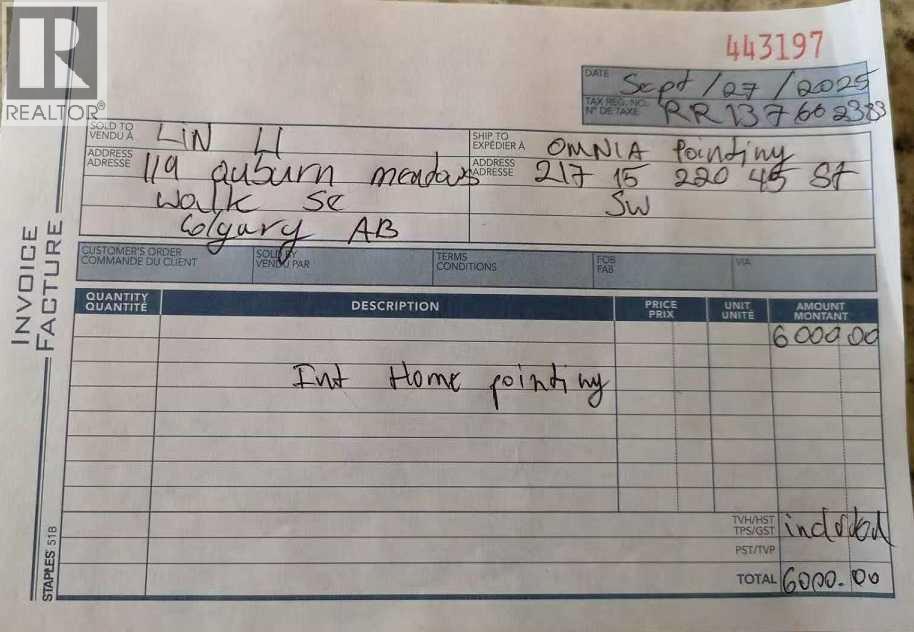 R
REALTOR®
443197
DATE Sept/27/2025
TAX REG. NO.
N° DE TAXE RR 137602383
SOLD TO
VENDU À LiN LI
ADDRESS
ADRESSE 119 auburn meadows
walk SE
Calgary AB
SHIP TO
EXPÉDIER À OMNIA Painting
ADDRESS
ADRESSE 217 15 220 45 St
SW
INVOICE
FACTURE
CUSTOMER'S ORDER
COMMANDE DU CLIENT
SOLD BY
VENDU PAR
TERMS
CONDITIONS
FOB
FAB
VIA
QUANTITY
QUANTITÉ
DESCRIPTION
PRICE
PRIX
UNIT
UNITÉ
AMOUNT
MONTANT
6000.00
Int Home painting
TVH/HST
TPS/GST included
PST/TVP
TOTAL 6000.00
STAPLES 51B